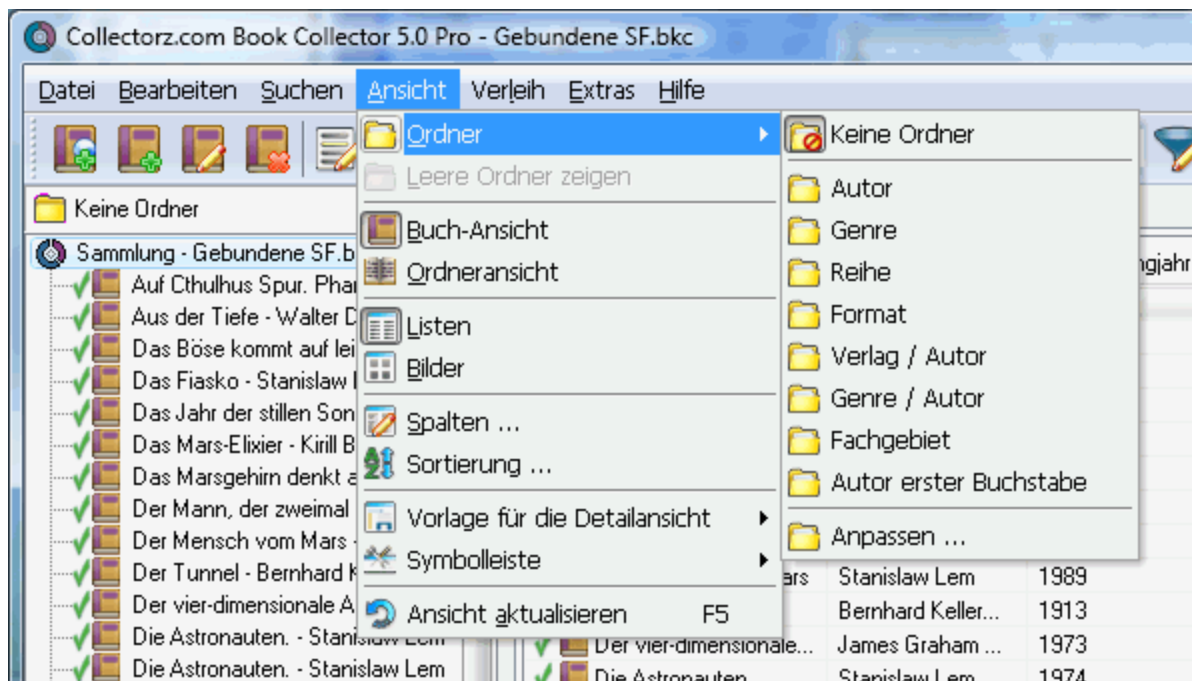 Collectorz.com Book Collector 5.0 Pro - Gebundene SF.bkc
Datei Bearbeiten Suchen Ansicht Verleih Extras Hilfe
Keine Ordner
Sammlung - Gebundene SF.b
Auf Cthulhus Spur. Phan
Aus der Tiefe - Walter D
Das Böse kommt auf lei
Das Fiasko - Stanislaw
Das Jahr der stillen Son
Das Mars-Elixier - Kirill B
Das Marsgehirn denkt a
Der Mann, der zweimal
Der Mensch vom Mars -
Der Tunnel - Bernhard K
Der vier-dimensionale A
Die Astronauten. - Stanislaw Lem
Die Astronauten. - Stanislaw Lem
Ordner
Leere Ordner zeigen
Buch-Ansicht
Ordneransicht
Listen
Bilder
Spalten ...
Sortierung ...
Vorlage für die Detailansicht
Symbolleiste
Ansicht aktualisieren F5
Keine Ordner
Autor
Genre
Reihe
Format
Verlag / Autor
Genre / Autor
Fachgebiet
Autor erster Buchstabe
Anpassen ...
ngjahr
ars Stanislaw Lem 1989
Bernhard Keller... 1913
Der vier-dimensionale... James Graham ... 1973
Die Astronauten Stanislaw Lem 1974